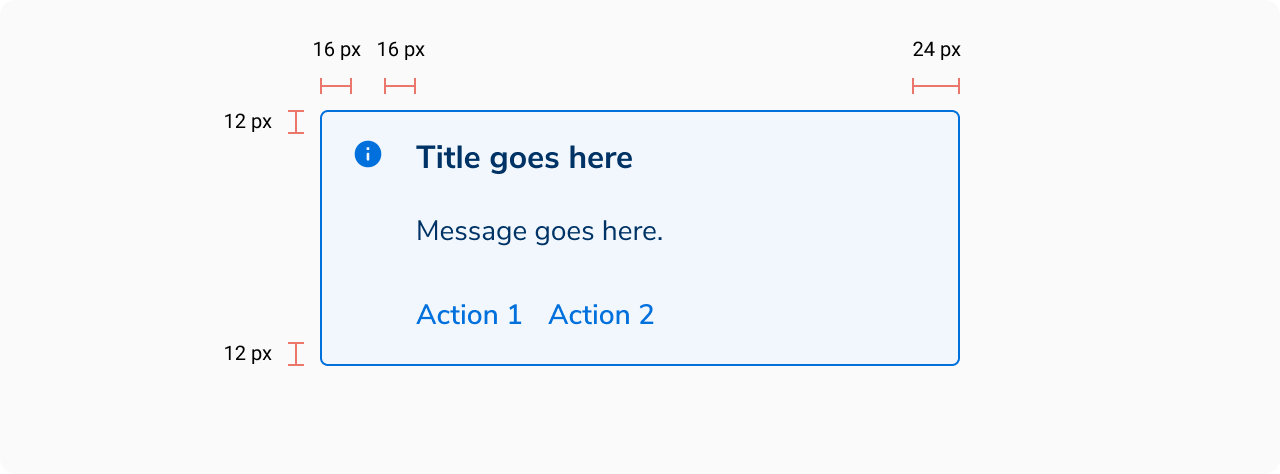 16 px 16 px 24 px
12 px
Title goes here
Message goes here.
Action 1 Action 2
12 px